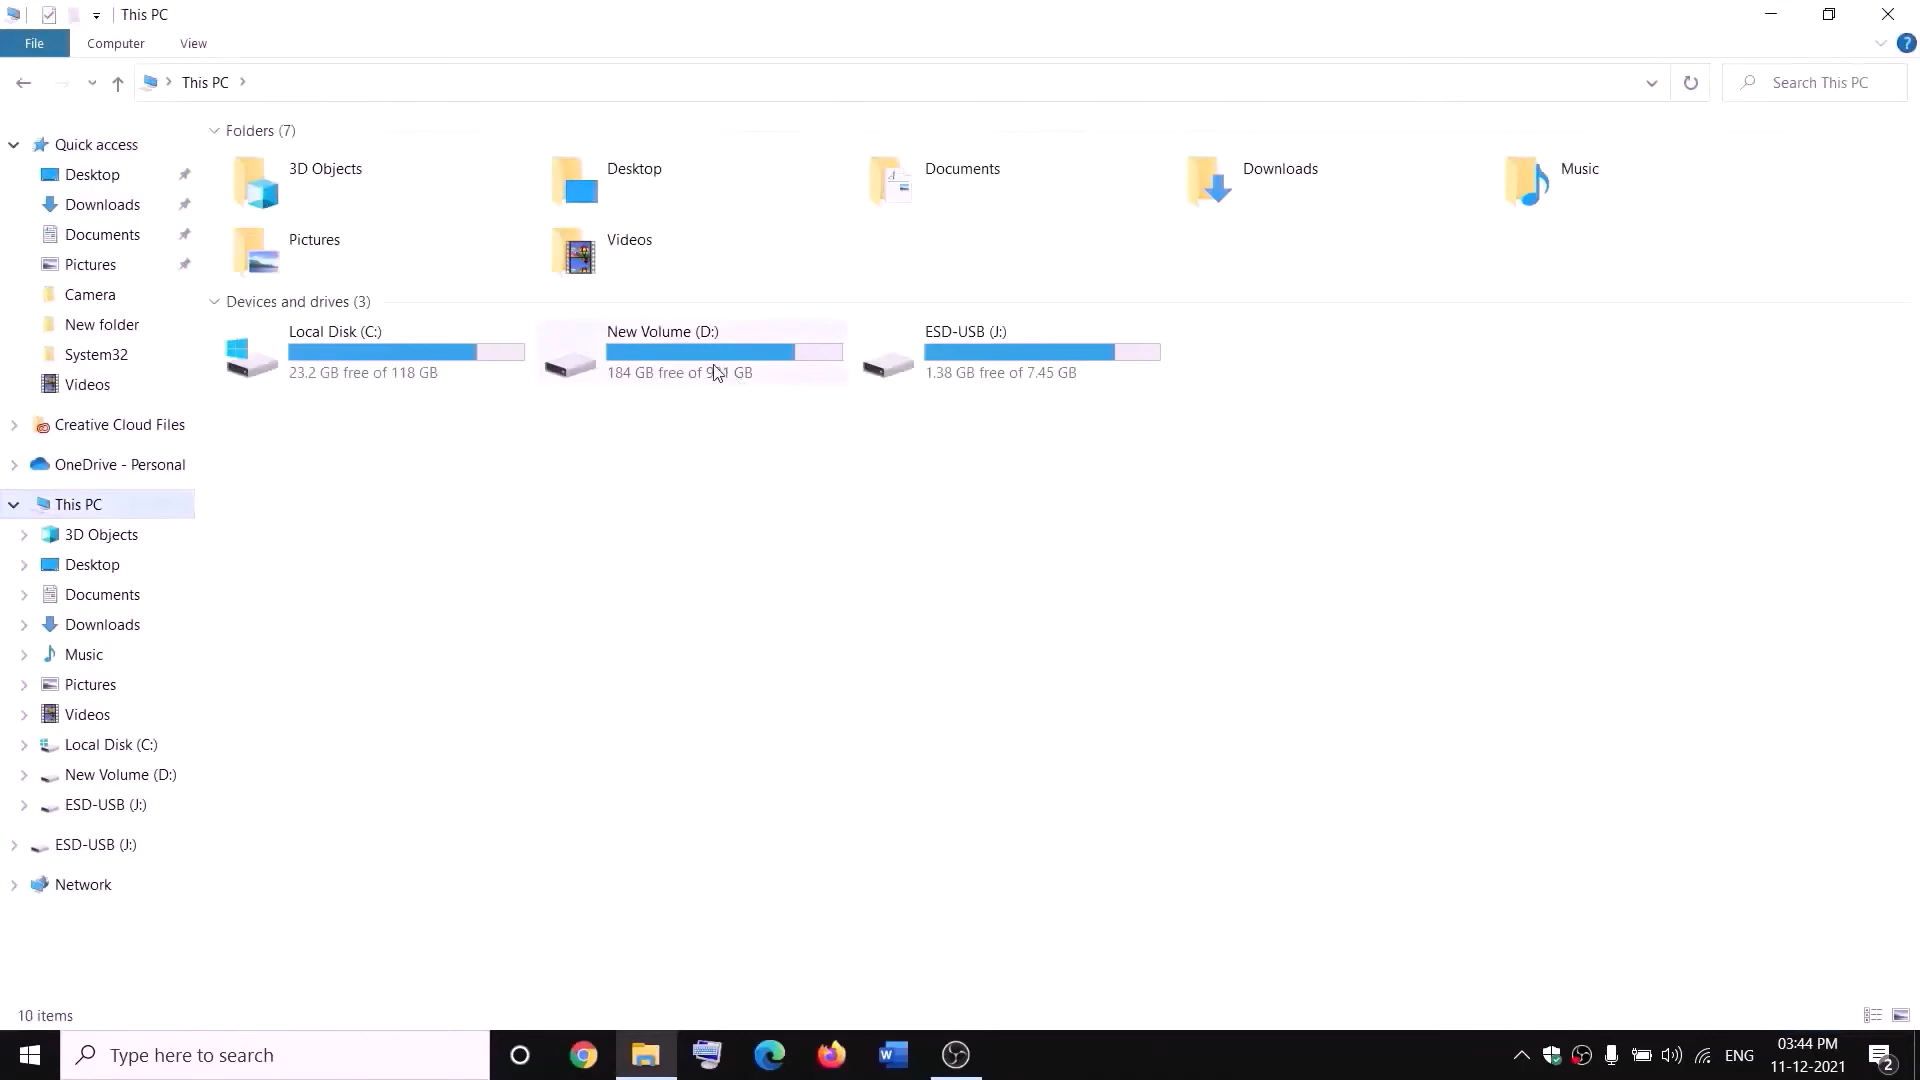 This PC
File Computer View
This PC
Search This PC
Quick access
Desktop
Downloads
Documents
Pictures
Camera
New folder
System32
Videos
Creative Cloud Files
OneDrive - Personal
This PC
3D Objects
Desktop
Documents
Downloads
Music
Pictures
Videos
Local Disk (C:)
New Volume (D:)
ESD-USB (J:)
ESD-USB (J:)
Network
Folders (7)
3D Objects
Desktop
Documents
Downloads
Music
Pictures
Videos
Devices and drives (3)
Local Disk (C:)
23.2 GB free of 118 GB
New Volume (D:)
184 GB free of GB
ESD-USB (J:)
1.38 GB free of 7.45 GB
10 items
Type here to search
ENG
03:44 PM
11-12-2021
2